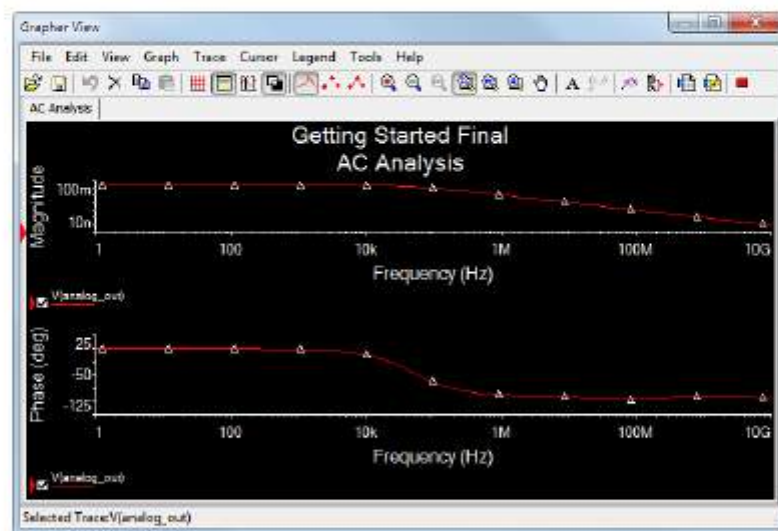 Grapher View
File Edit View Graph Trace Cursor Legend Tools Help
AC Analysis
Getting Started Final
AC Analysis
Magnitude
100m
10n
1 100 10k 1M 100M 10G
Frequency (Hz)
V(analog_out)
Phase (deg)
25
-50
-125
1 100 10k 1M 100M 10G
Frequency (Hz)
V(analog_out)
Selected Trace:V(analog_out)